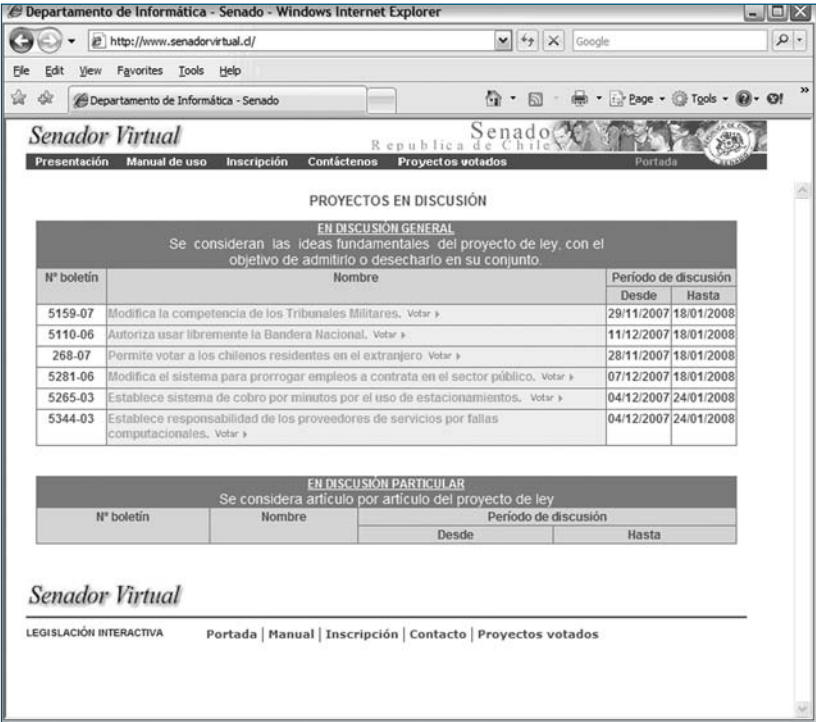 Departamento de Informática - Senado - Windows Internet Explorer
http://www.senadorvirtual.cl/
Google
File Edit View Favorites Tools Help
Departamento de Informática - Senado
Page Tools
Senador Virtual
Senado
Republica de Chile
Presentación Manual de uso Inscripción Contáctenos Proyectos votados Portada
PROYECTOS EN DISCUSIÓN
EN DISCUSIÓN GENERAL
Se consideran las ideas fundamentales del proyecto de ley, con el
objetivo de admitirlo o desecharlo en su conjunto.
N° boletín Nombre Período de discusión
Desde Hasta
5159-07 Modifica la competencia de los Tribunales Militares. Votar 29/11/2007 18/01/2008
5110-06 Autoriza usar libremente la Bandera Nacional. Votar 11/12/2007 18/01/2008
268-07 Permite votar a los chilenos residentes en el extranjero Votar 28/11/2007 18/01/2008
5281-06 Modifica el sistema para prorrogar empleos a contrata en el sector público. Votar 07/12/2007 18/01/2008
5265-03 Establece sistema de cobro por minutos por el uso de estacionamientos. Votar 04/12/2007 24/01/2008
5344-03 Establece responsabilidad de los proveedores de servicios por fallas 04/12/2007 24/01/2008
computacionales. Votar
EN DISCUSIÓN PARTICULAR
Se considera artículo por artículo del proyecto de ley
N° boletín Nombre Período de discusión
Desde Hasta
Senador Virtual
LEGISLACIÓN INTERACTIVA Portada | Manual | Inscripción | Contacto | Proyectos votados